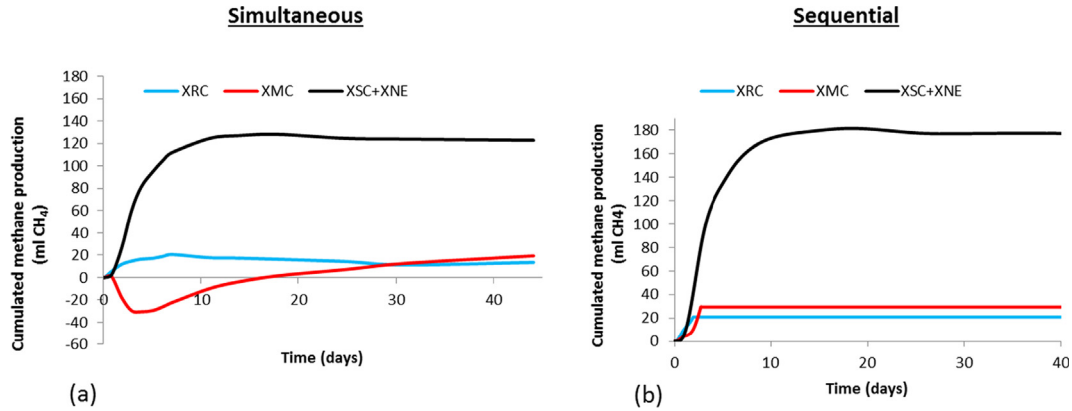 Simultaneous
Sequential
XRC XMC XSC+XNE
180
160
140
120
100
80
60
40
20
0
-20
-40
-60
0 10 20 30 40
Cumulated methane production
(ml CH₄)
Time (days)
(a)
XRC XMC XSC+XNE
180
160
140
120
100
80
60
40
20
0
0 10 20 30 40
Cumulated methane production
(ml CH4)
Time (days)
(b)